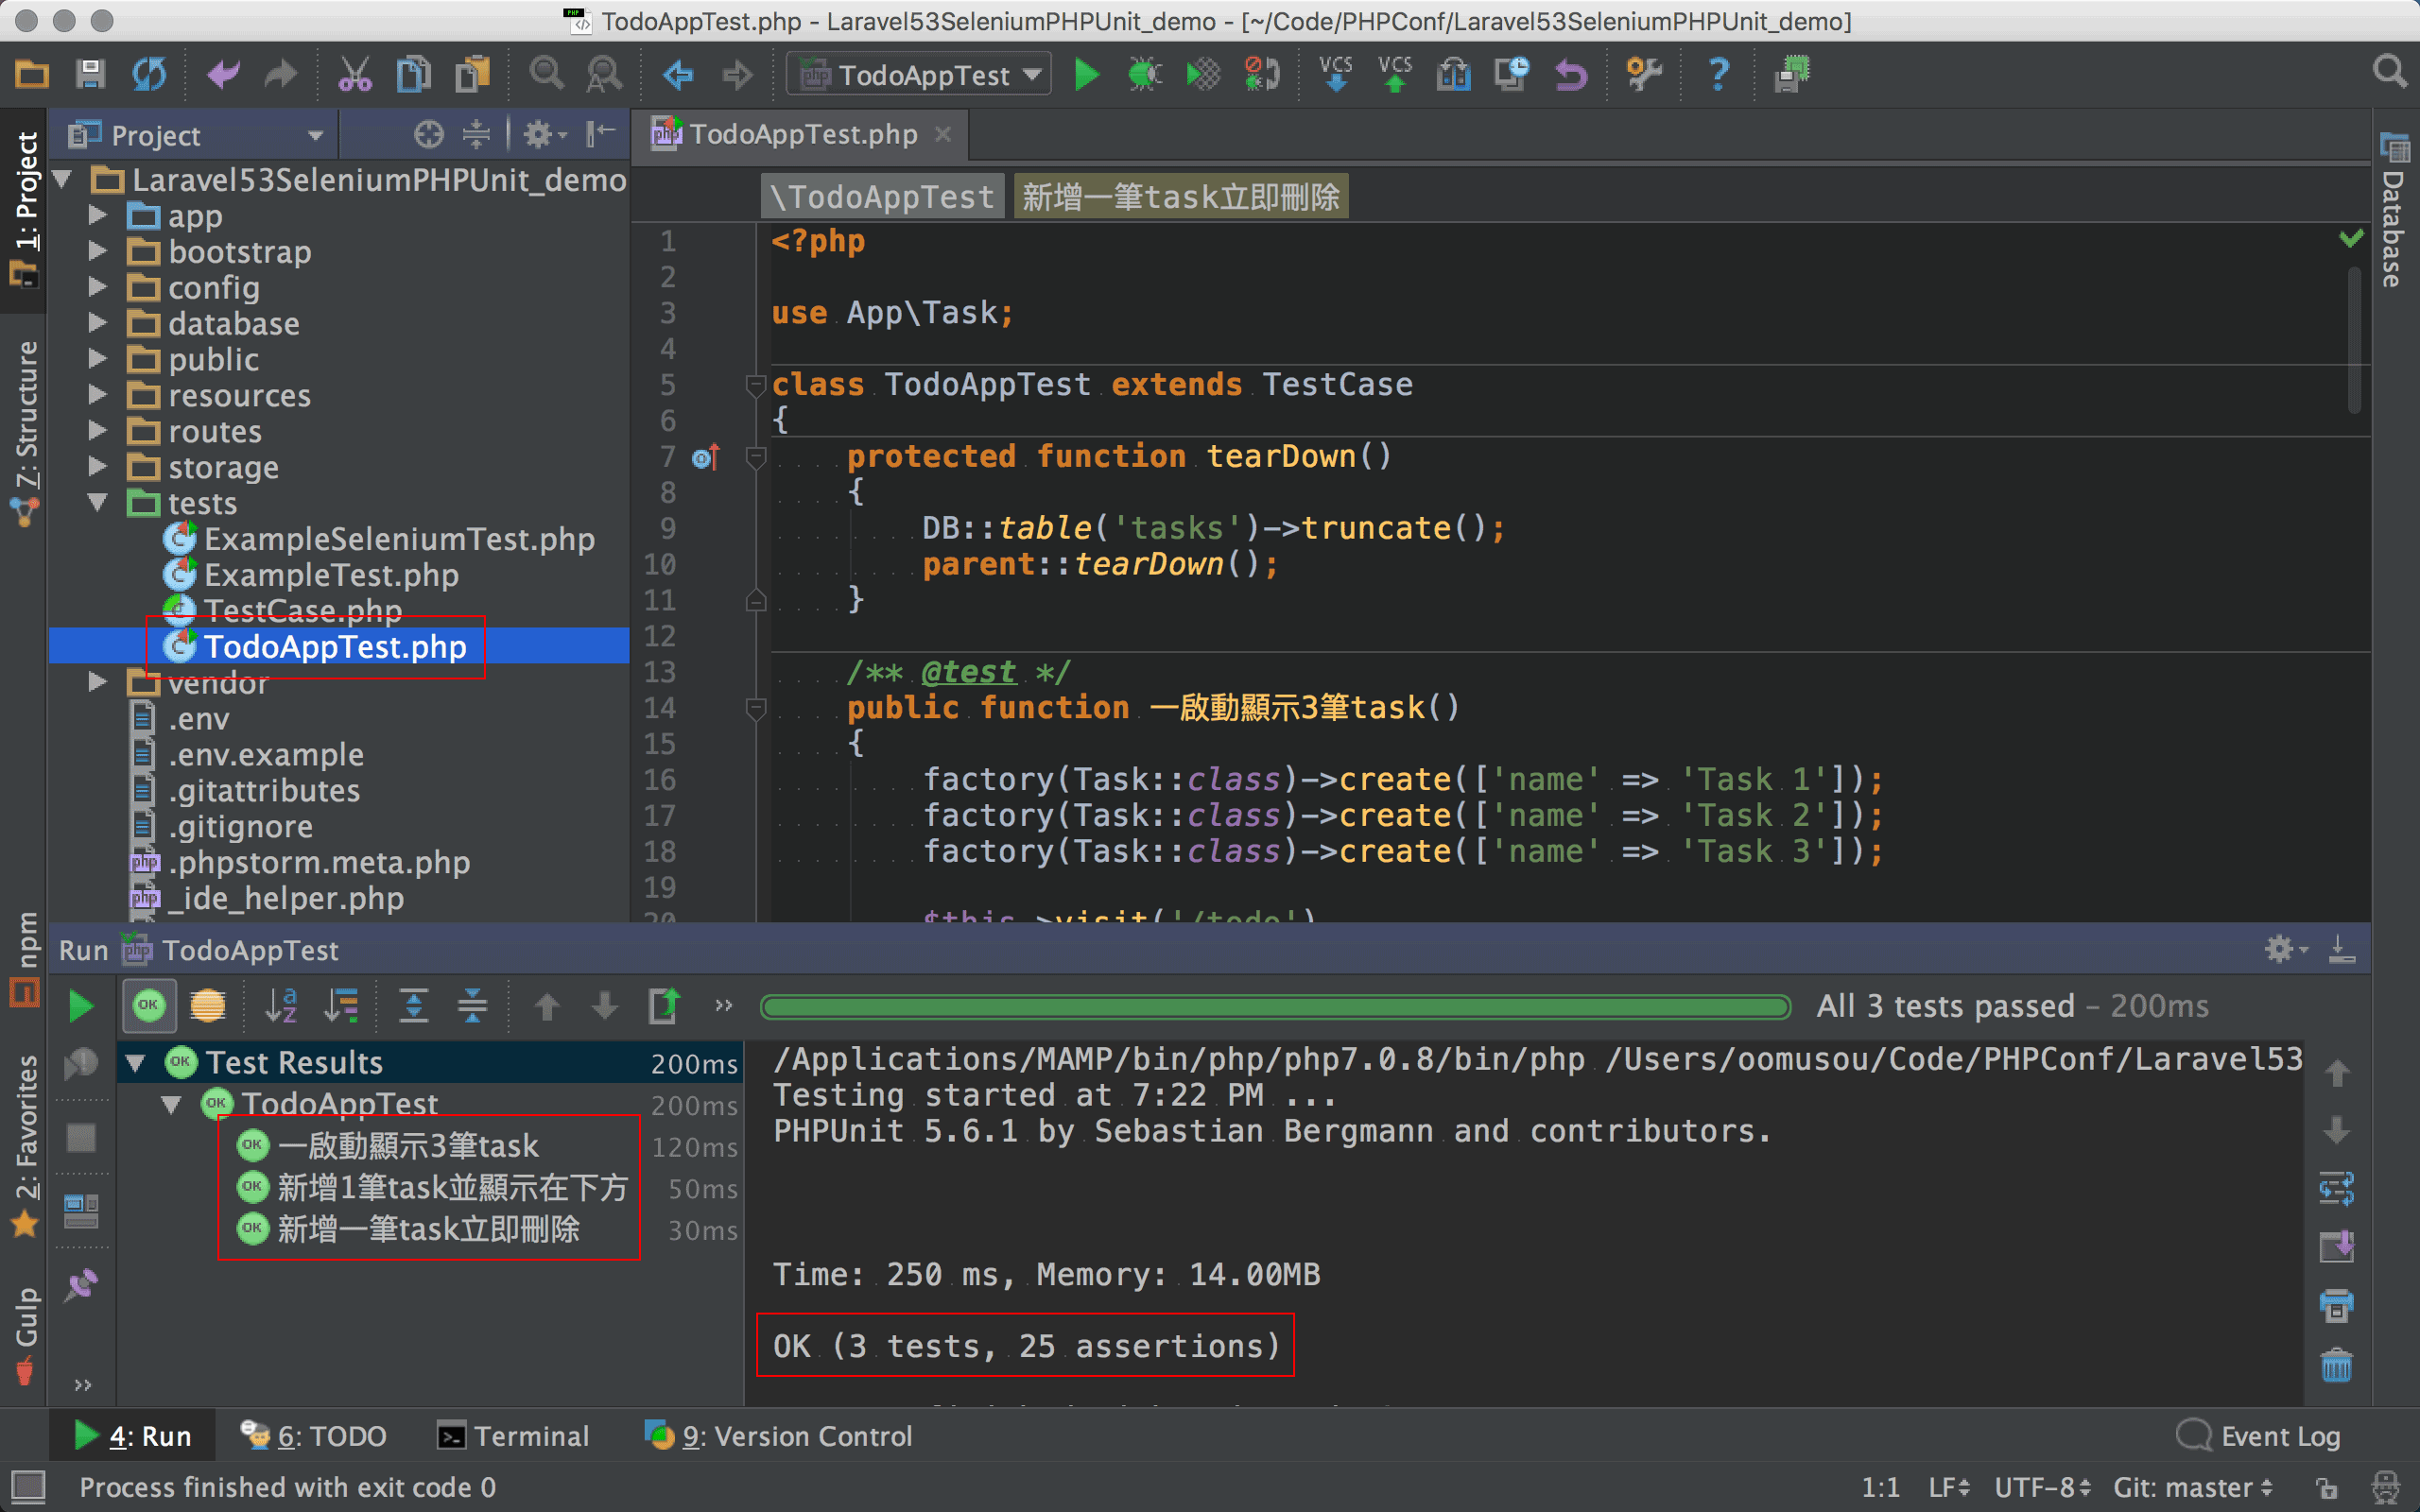 TodoAppTest.php - Laravel53SeleniumPHPUnit_demo - [~/Code/PHPConf/Laravel53SeleniumPHPUnit_demo]
TodoAppTest
VCS
VCS
1: Project
7: Structure
npm
2: Favorites
Gulp
Project
Laravel53SeleniumPHPUnit_demo
app
bootstrap
config
database
public
resources
routes
storage
tests
ExampleSeleniumTest.php
ExampleTest.php
TestCase.php
TodoAppTest.php
vendor
.env
.env.example
.gitattributes
.gitignore
.phpstorm.meta.php
_ide_helper.php
TodoAppTest.php
\TodoAppTest 新增一筆task立即刪除
1 <?php
2
3 use App\Task;
4
5 class TodoAppTest extends TestCase
6 {
7 protected function tearDown()
8 {
9 DB::table('tasks')->truncate();
10 parent::tearDown();
11 }
12
13 /** @test */
14 public function 一啟動顯示3筆task()
15 {
16 factory(Task::class)->create(['name' => 'Task 1']);
17 factory(Task::class)->create(['name' => 'Task 2']);
18 factory(Task::class)->create(['name' => 'Task 3']);
19
20 $this->visit('/todo')
Database
Run TodoAppTest
All 3 tests passed – 200ms
OK Test Results 200ms
OK TodoAppTest 200ms
OK 一啟動顯示3筆task 120ms
OK 新增1筆task並顯示在下方 50ms
OK 新增一筆task立即刪除 30ms
/Applications/MAMP/bin/php/php7.0.8/bin/php /Users/oomusou/Code/PHPConf/Laravel53
Testing started at 7:22 PM ...
PHPUnit 5.6.1 by Sebastian Bergmann and contributors.
Time: 250 ms, Memory: 14.00MB
OK (3 tests, 25 assertions)
4: Run
6: TODO
Terminal
9: Version Control
Event Log
Process finished with exit code 0
1:1 LF UTF-8 Git: master